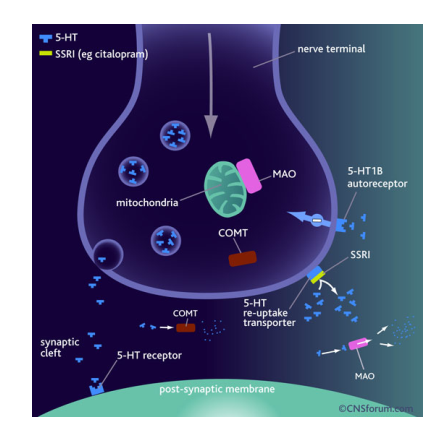 5-HT
SSRI (eg citalopram)
nerve terminal
5-HT1B
autoreceptor
MAO
mitochondria
COMT
SSRI
5-HT
re-uptake
transporter
COMT
synaptic
cleft
5-HT receptor
MAO
post-synaptic membrane
©CNSforum.com